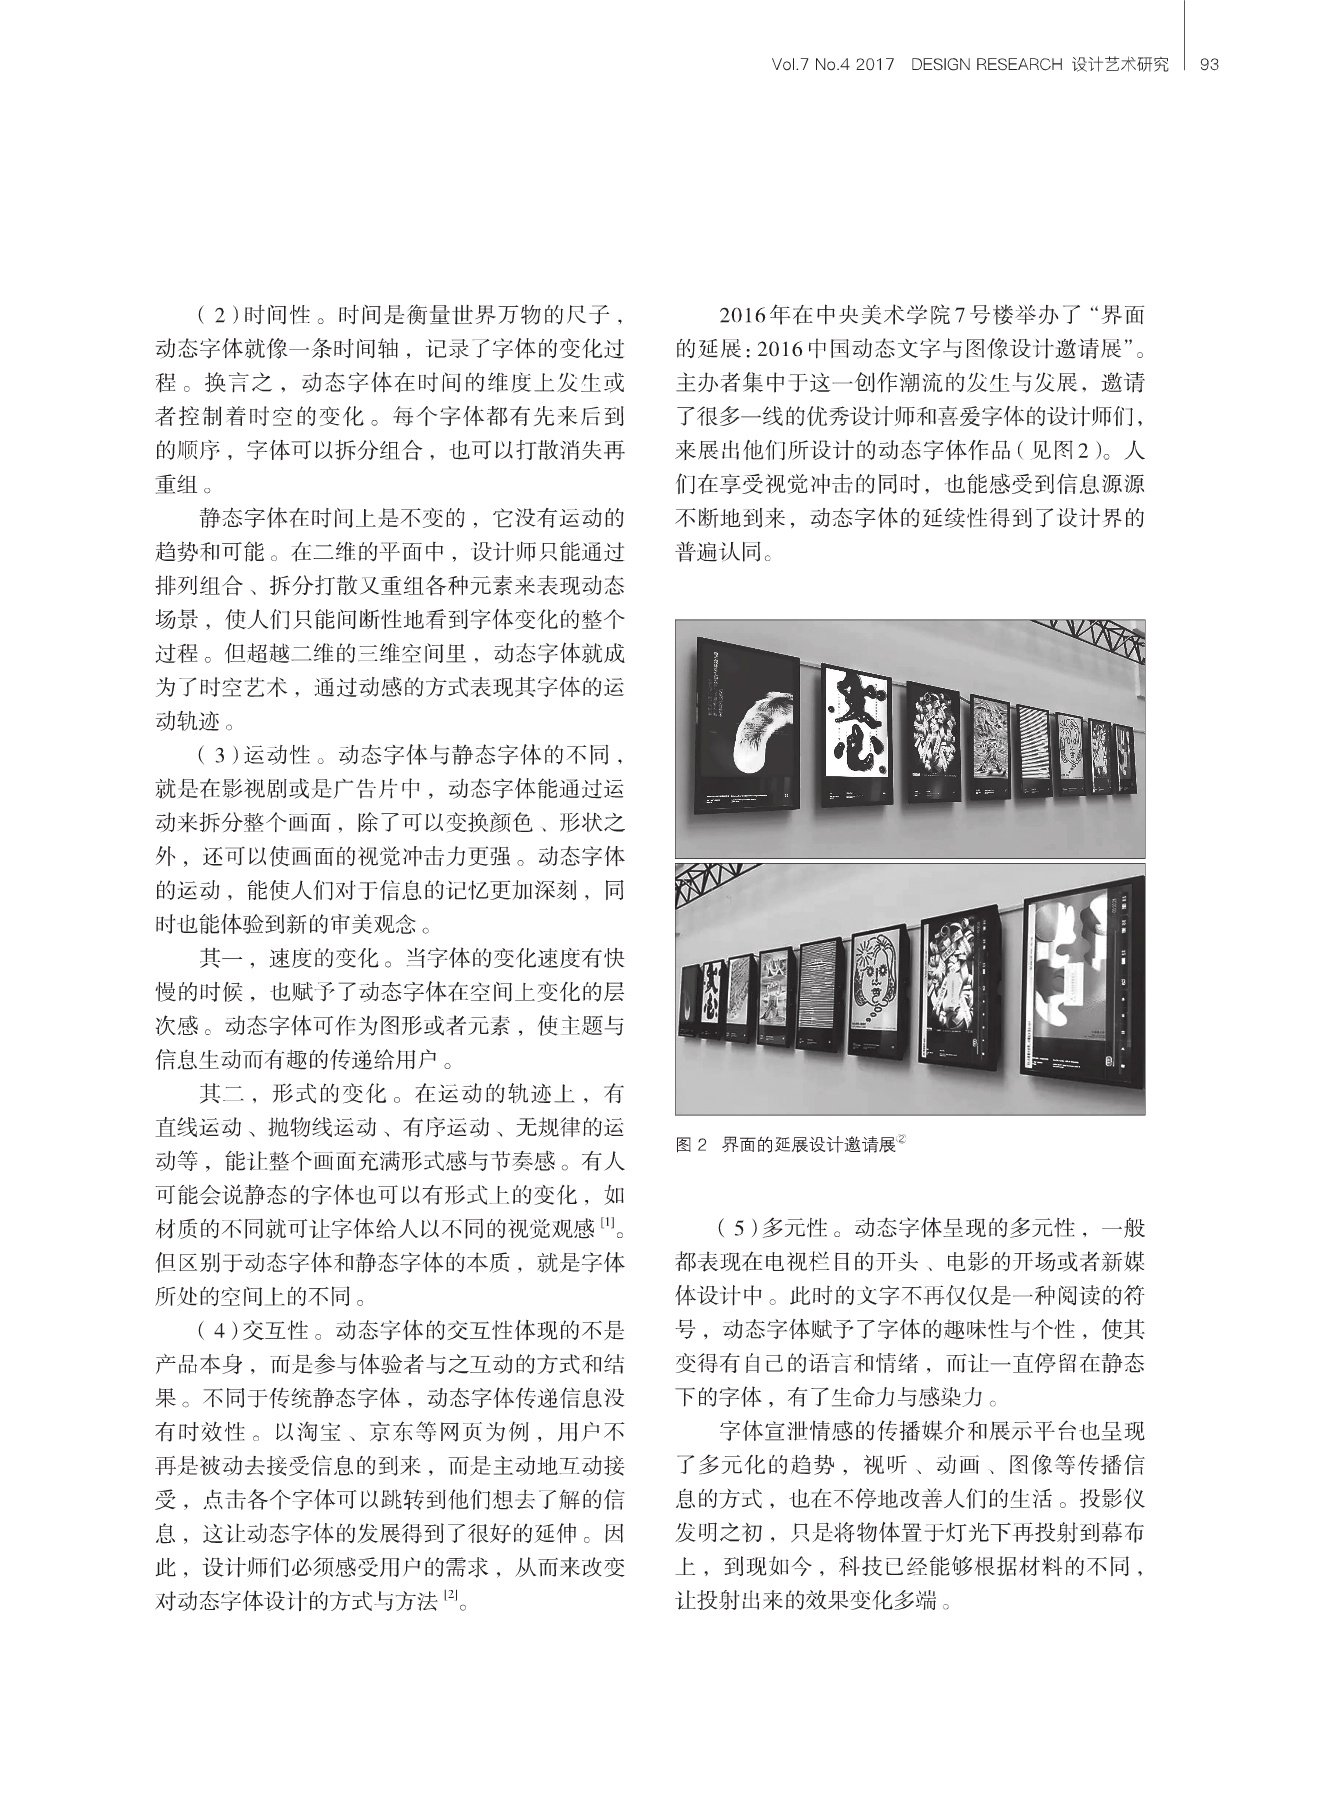 Vol.7 No.4 2017 DESIGN RESEARCH 设计艺术研究 93
（2）时间性。时间是衡量世界万物的尺子，
动态字体就像一条时间轴，记录了字体的变化过
程。换言之，动态字体在时间的维度上发生或
者控制着时空的变化。每个字体都有先来后到
的顺序，字体可以拆分组合，也可以打散消失再
重组。
静态字体在时间上是不变的，它没有运动的
趋势和可能。在二维的平面中，设计师只能通过
排列组合、拆分打散又重组各种元素来表现动态
场景，使人们只能间断性地看到字体变化的整个
过程。但超越二维的三维空间里，动态字体就成
为了时空艺术，通过动感的方式表现其字体的运
动轨迹。
（3）运动性。动态字体与静态字体的不同，
就是在影视剧或是广告片中，动态字体能通过运
动来拆分整个画面，除了可以变换颜色、形状之
外，还可以使画面的视觉冲击力更强。动态字体
的运动，能使人们对于信息的记忆更加深刻，同
时也能体验到新的审美观念。
其一，速度的变化。当字体的变化速度有快
慢的时候，也赋予了动态字体在空间上变化的层
次感。动态字体可作为图形或者元素，使主题与
信息生动而有趣的传递给用户。
其二，形式的变化。在运动的轨迹上，有
直线运动、抛物线运动、有序运动、无规律的运
动等，能让整个画面充满形式感与节奏感。有人
可能会说静态的字体也可以有形式上的变化，如
材质的不同就可让字体给人以不同的视觉观感[1]。
但区别于动态字体和静态字体的本质，就是字体
所处的空间上的不同。
（4）交互性。动态字体的交互性体现的不是
产品本身，而是参与体验者与之互动的方式和结
果。不同于传统静态字体，动态字体传递信息没
有时效性。以淘宝、京东等网页为例，用户不
再是被动去接受信息的到来，而是主动地互动接
受，点击各个字体可以跳转到他们想去了解的信
息，这让动态字体的发展得到了很好的延伸。因
此，设计师们必须感受用户的需求，从而来改变
对动态字体设计的方式与方法[2]。
2016年在中央美术学院7号楼举办了“界面
的延展：2016中国动态文字与图像设计邀请展”。
主办者集中于这一创作潮流的发生与发展，邀请
了很多一线的优秀设计师和喜爱字体的设计师们，
来展出他们所设计的动态字体作品（见图2）。人
们在享受视觉冲击的同时，也能感受到信息源源
不断地到来，动态字体的延续性得到了设计界的
普遍认同。
图 2 界面的延展设计邀请展②
（5）多元性。动态字体呈现的多元性，一般
都表现在电视栏目的开头、电影的开场或者新媒
体设计中。此时的文字不再仅仅是一种阅读的符
号，动态字体赋予了字体的趣味性与个性，使其
变得有自己的语言和情绪，而让一直停留在静态
下的字体，有了生命力与感染力。
字体宣泄情感的传播媒介和展示平台也呈现
了多元化的趋势，视听、动画、图像等传播信
息的方式，也在不停地改善人们的生活。投影仪
发明之初，只是将物体置于灯光下再投射到幕布
上，到现如今，科技已经能够根据材料的不同，
让投射出来的效果变化多端。